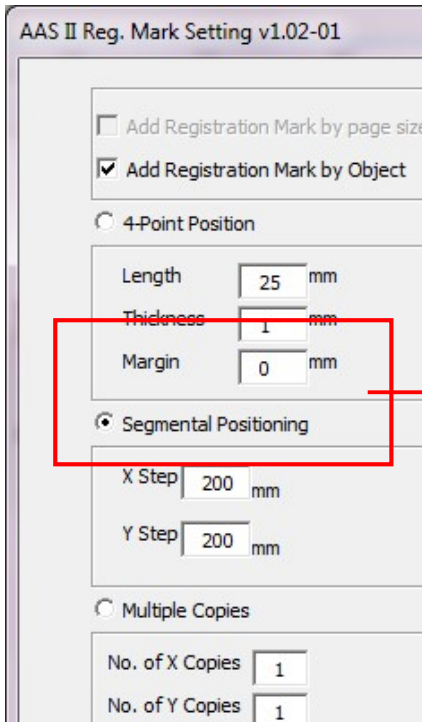 AAS II Reg. Mark Setting v1.02-01
Add Registration Mark by page size
Add Registration Mark by Object
4-Point Position
Length 25 mm
Thickness 1 mm
Margin 0 mm
Segmental Positioning
X Step 200 mm
Y Step 200 mm
Multiple Copies
No. of X Copies 1
No. of Y Copies 1